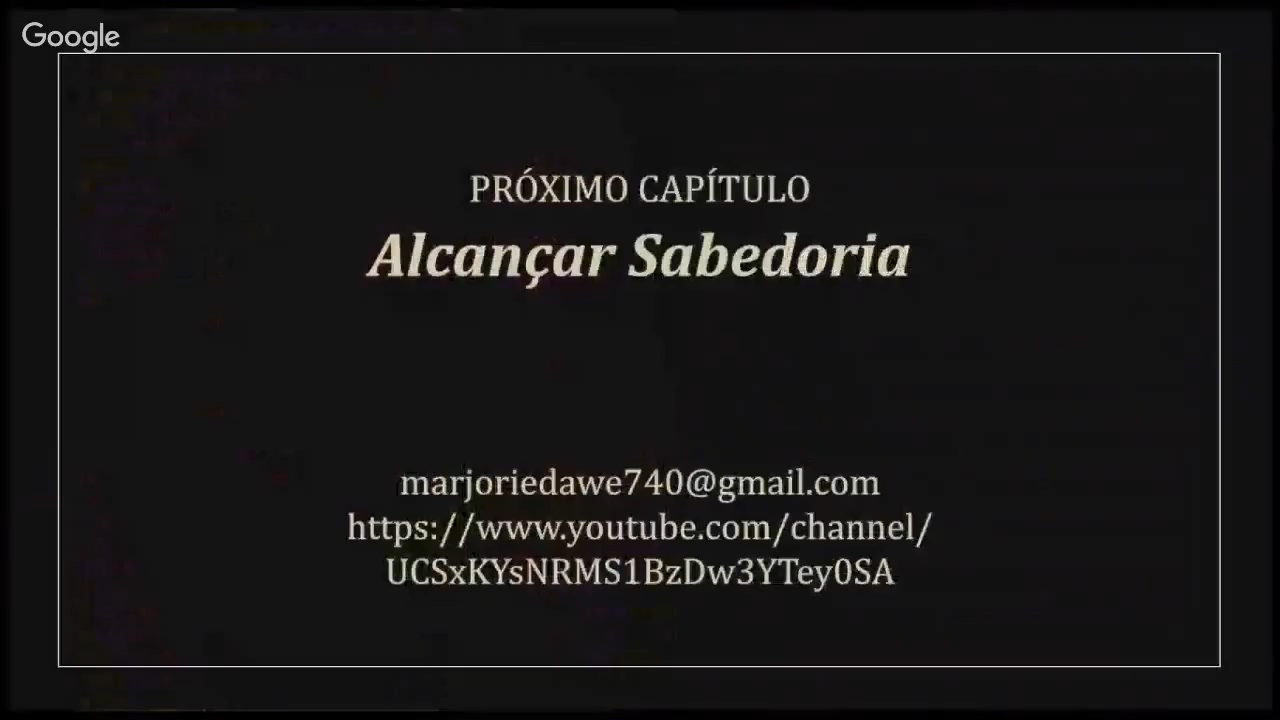 Google
PRÓXIMO CAPÍTULO
Alcançar Sabedoria
marjoriedawe740@gmail.com
https://www.youtube.com/channel/
UCSxKYsNRMS1BzDw3YTey0SA